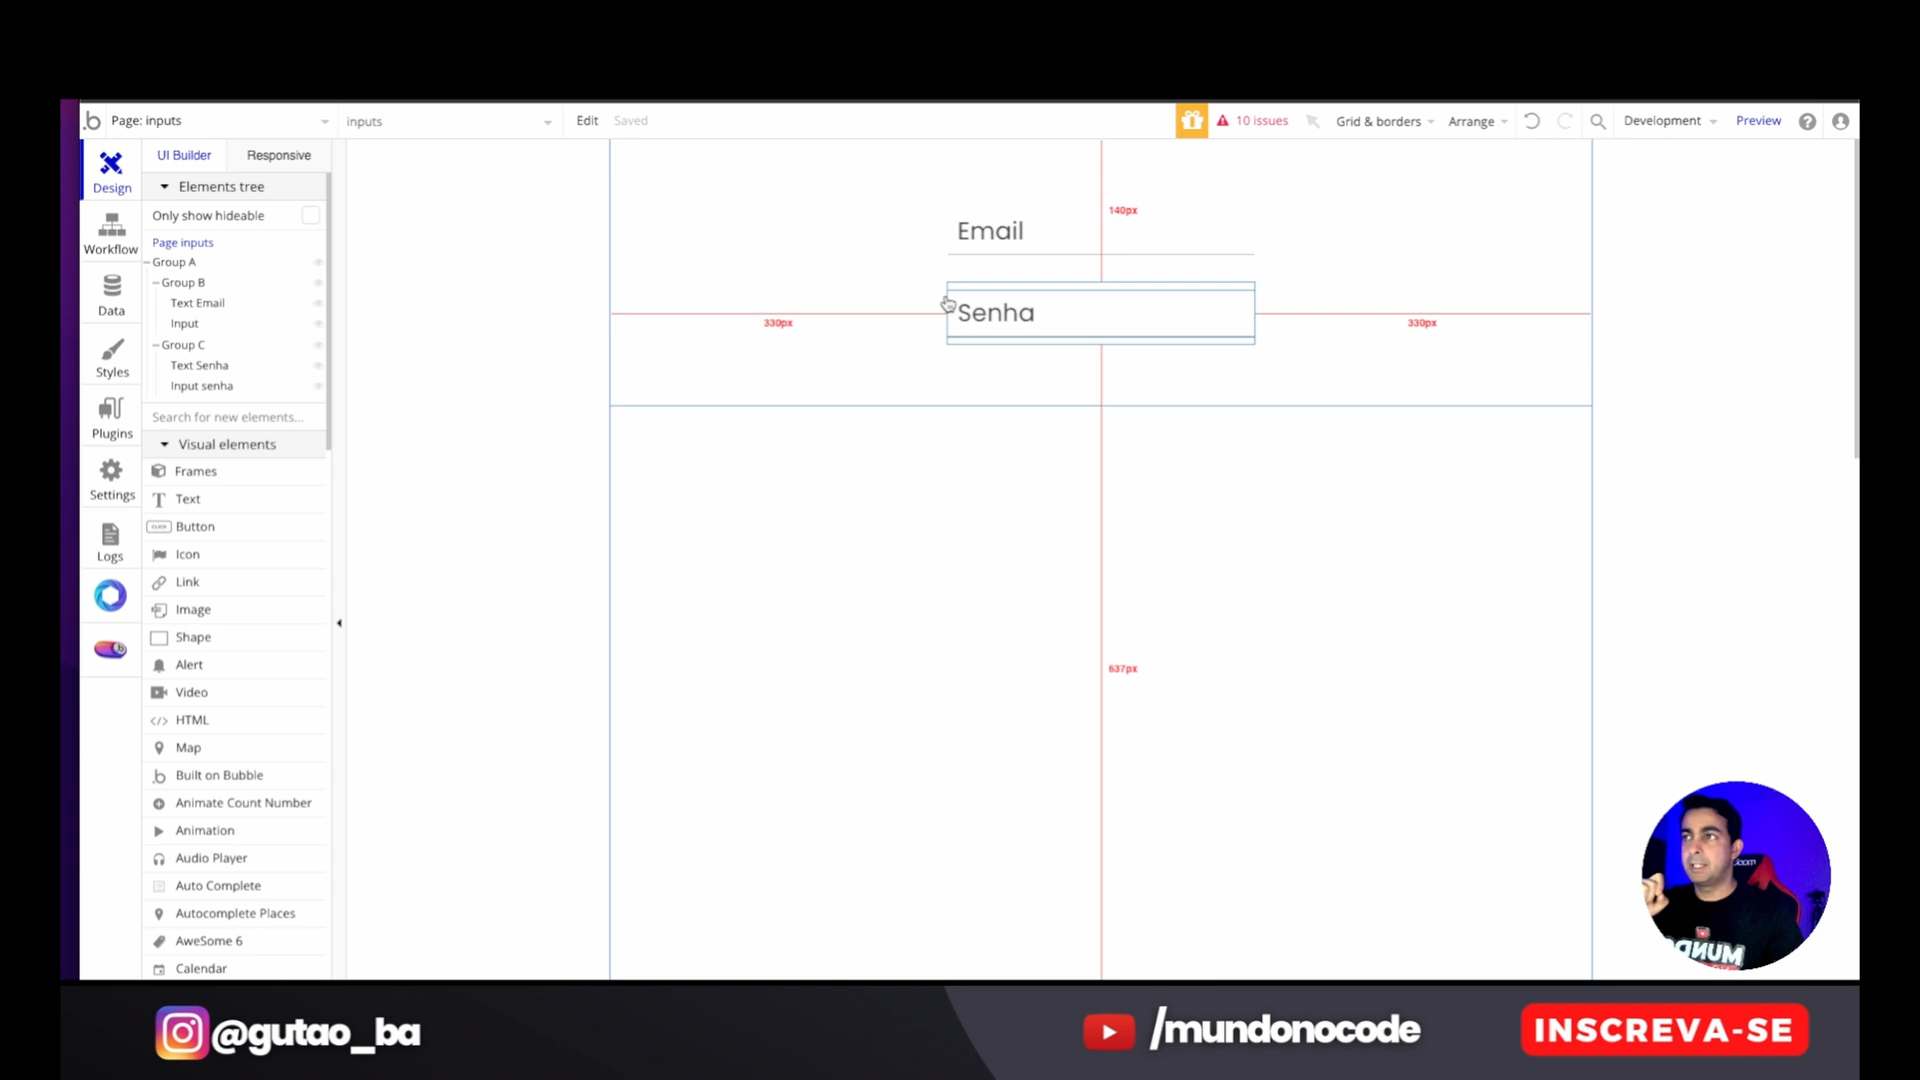 .b Page: inputs
inputs
Edit
Saved
10 issues
Grid & borders
Arrange
Development
Preview
?
Design
Workflow
Data
Styles
Plugins
Settings
Logs
UI Builder
Responsive
Elements tree
Only show hideable
Page inputs
Group A
Group B
Text Email
Input
Group C
Text Senha
Input senha
Search for new elements...
Visual elements
Frames
Text
Button
Icon
Link
Image
Shape
Alert
Video
HTML
Map
Built on Bubble
Animate Count Number
Animation
Audio Player
Auto Complete
Autocomplete Places
AweSome 6
Calendar
140px
Email
Senha
330px
330px
637px
@gutao_ba
/mundonocode
INSCREVA-SE